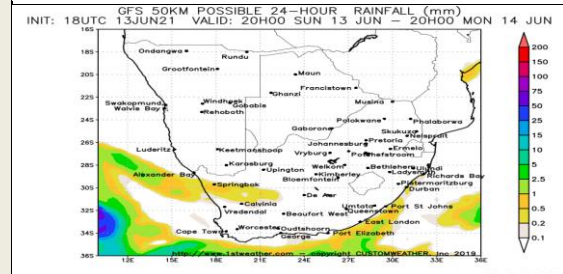 GFS 50KM POSSIBLE 24-HOUR RAINFALL (mm)
INIT: 18UTC 13JUN21 VALID: 20H00 SUN 13 JUN - 20H00 MON 14 JUN
16S
18S
20S
22S
24S
26S
28S
30S
32S
34S
36S
Ondangwa
Rundu
Grootfontein
Maun
Francistown
Ghanzi
Musina
Swakopmund
Windhoek
Gobabis
Walvis Bay
Rehoboth
Polokwane
Phalaborwa
Gaborone
Skukuza
Nelspruit
Pretoria
Johannesburg
Ermelo
Luderitz
Keetmanshoop
Vryburg
Potchefstroom
Karasburg
Welkom
Bethlehem
Ulundi
Alexander Bay
Upington
Kimberley
Ladysmith
Richards Bay
Bloemfontein
Springbok
Pietermaritzburg
Durban
De Aar
Calvinia
Umtata
Port St Johns
Vredendal
Beaufort West
Queenstown
East London
Cape Town
Worcester
Oudtshoorn
George
Port Elizabeth
http://www.1stweather.com - copyright CUSTOMWEATHER, Inc 2019
12E
15E
18E
21E
24E
27E
30E
33E
36E
200
150
100
75
50
25
15
10
5
2.5
1
0.5
0.2
0.1